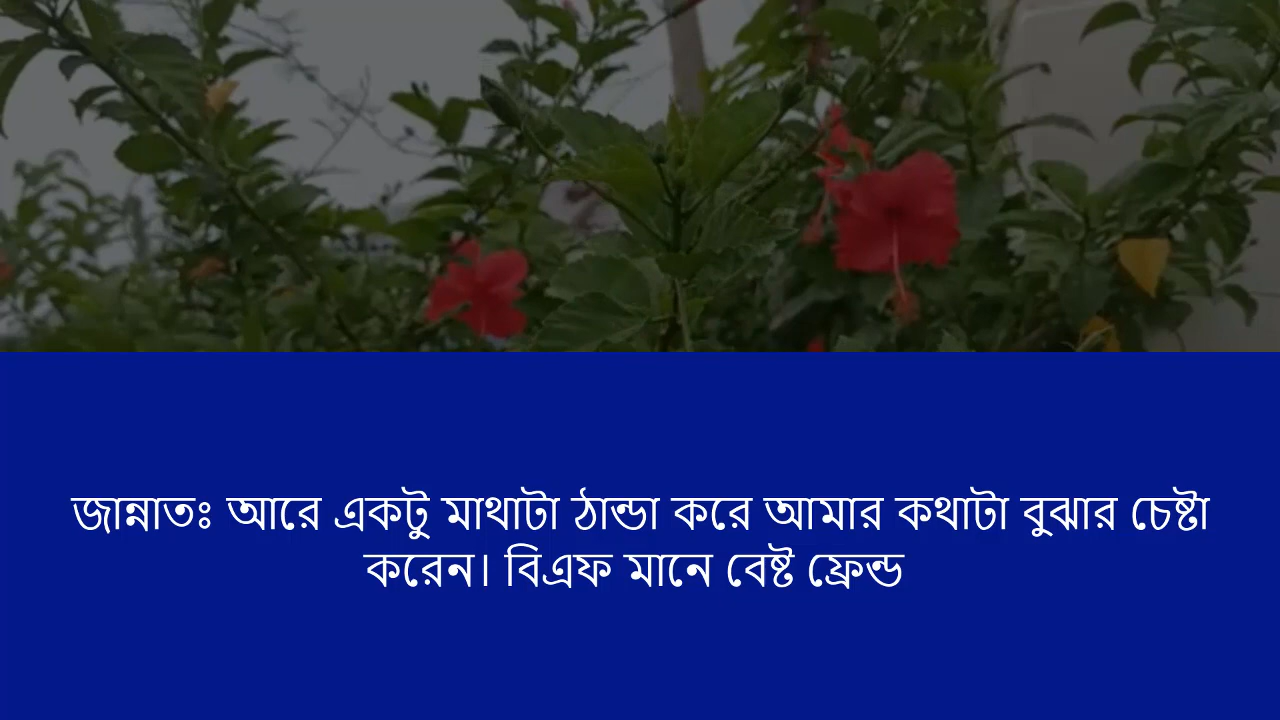 জান্নাতঃ আরে একটু মাথাটা ঠান্ডা করে আমার কথাটা বুঝার চেষ্টা
করেন। বিএফ মানে বেষ্ট ফ্রেন্ড